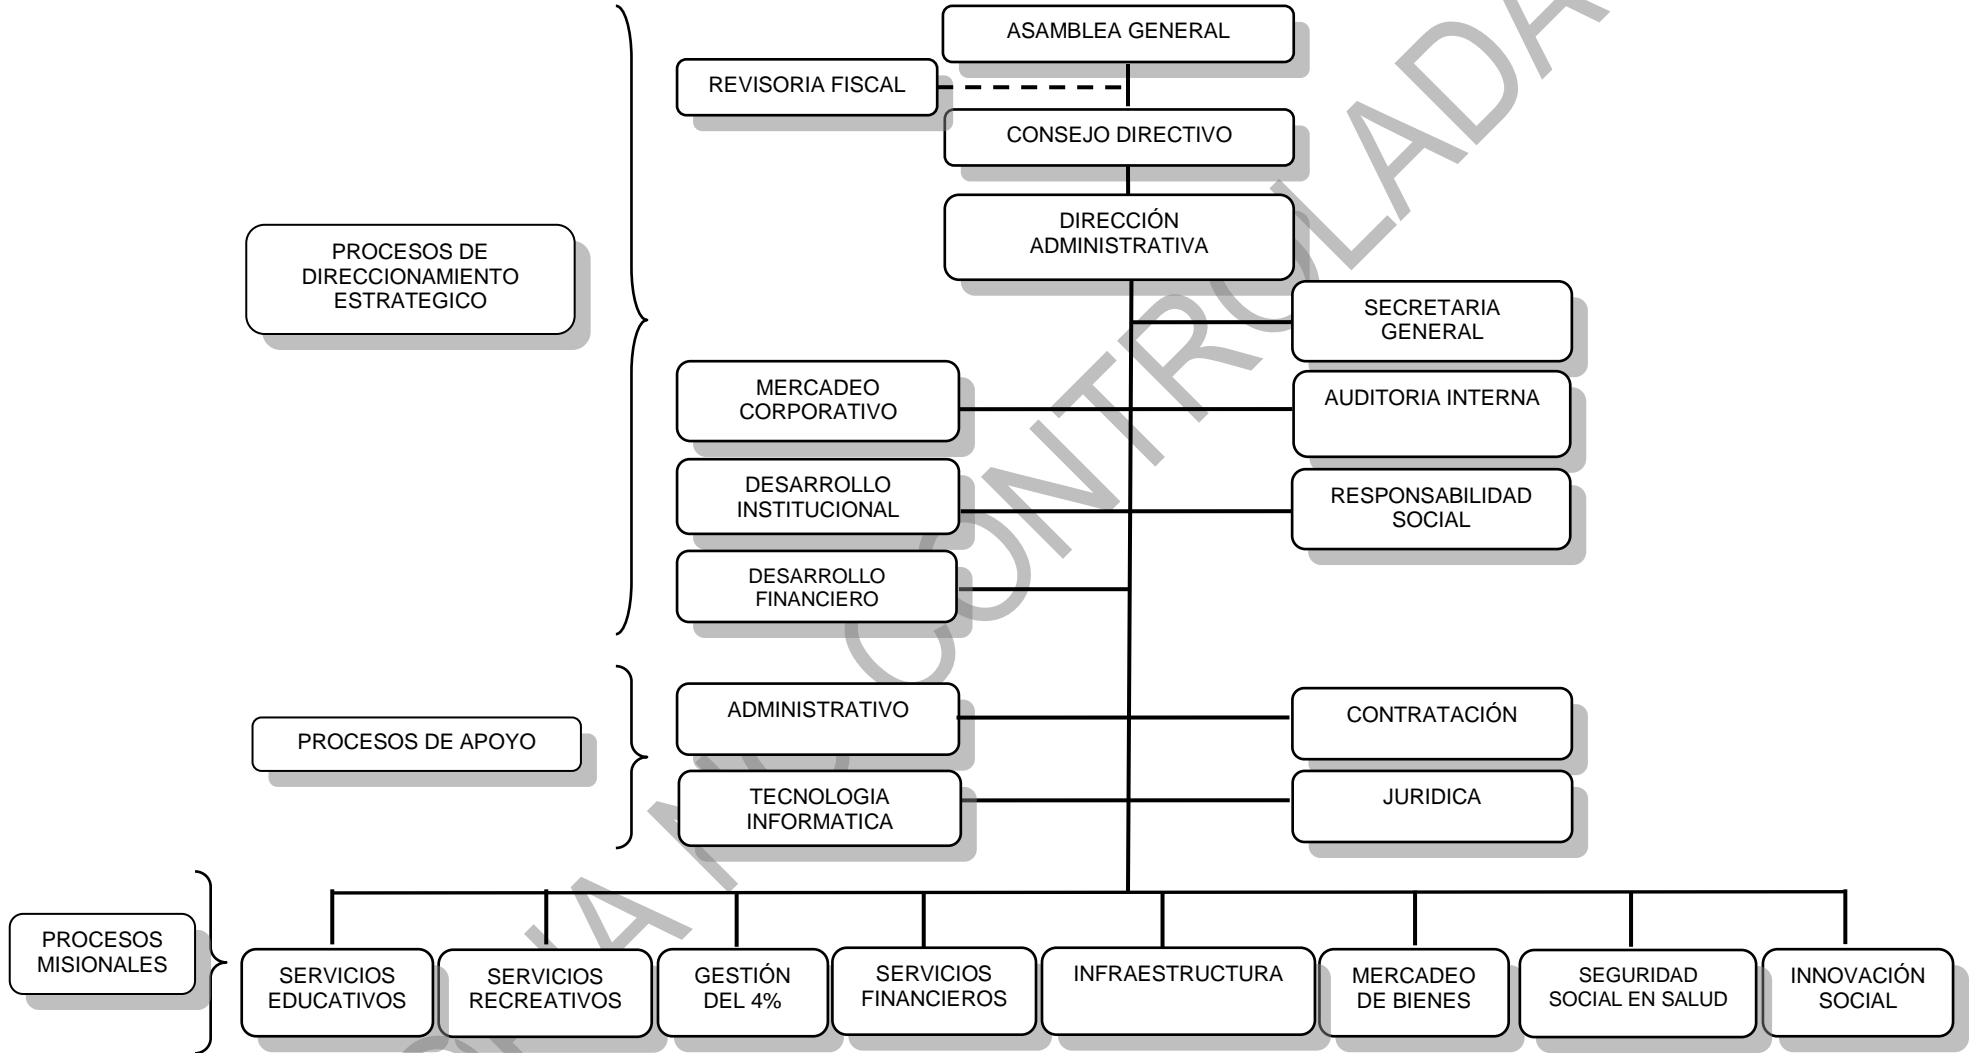 ASAMBLEA GENERAL
REVISORIA FISCAL
CONSEJO DIRECTIVO
DIRECCIÓN
ADMINISTRATIVA
PROCESOS DE
DIRECCIONAMIENTO
ESTRATEGICO
SECRETARIA
GENERAL
MERCADEO
CORPORATIVO
AUDITORIA INTERNA
DESARROLLO
INSTITUCIONAL
RESPONSABILIDAD
SOCIAL
DESARROLLO
FINANCIERO
PROCESOS DE APOYO
ADMINISTRATIVO
CONTRATACIÓN
TECNOLOGIA
INFORMATICA
JURIDICA
PROCESOS
MISIONALES
SERVICIOS
EDUCATIVOS
SERVICIOS
RECREATIVOS
GESTIÓN
DEL 4%
SERVICIOS
FINANCIEROS
INFRAESTRUCTURA
MERCADEO
DE BIENES
SEGURIDAD
SOCIAL EN SALUD
INNOVACIÓN
SOCIAL
CONTROLADA